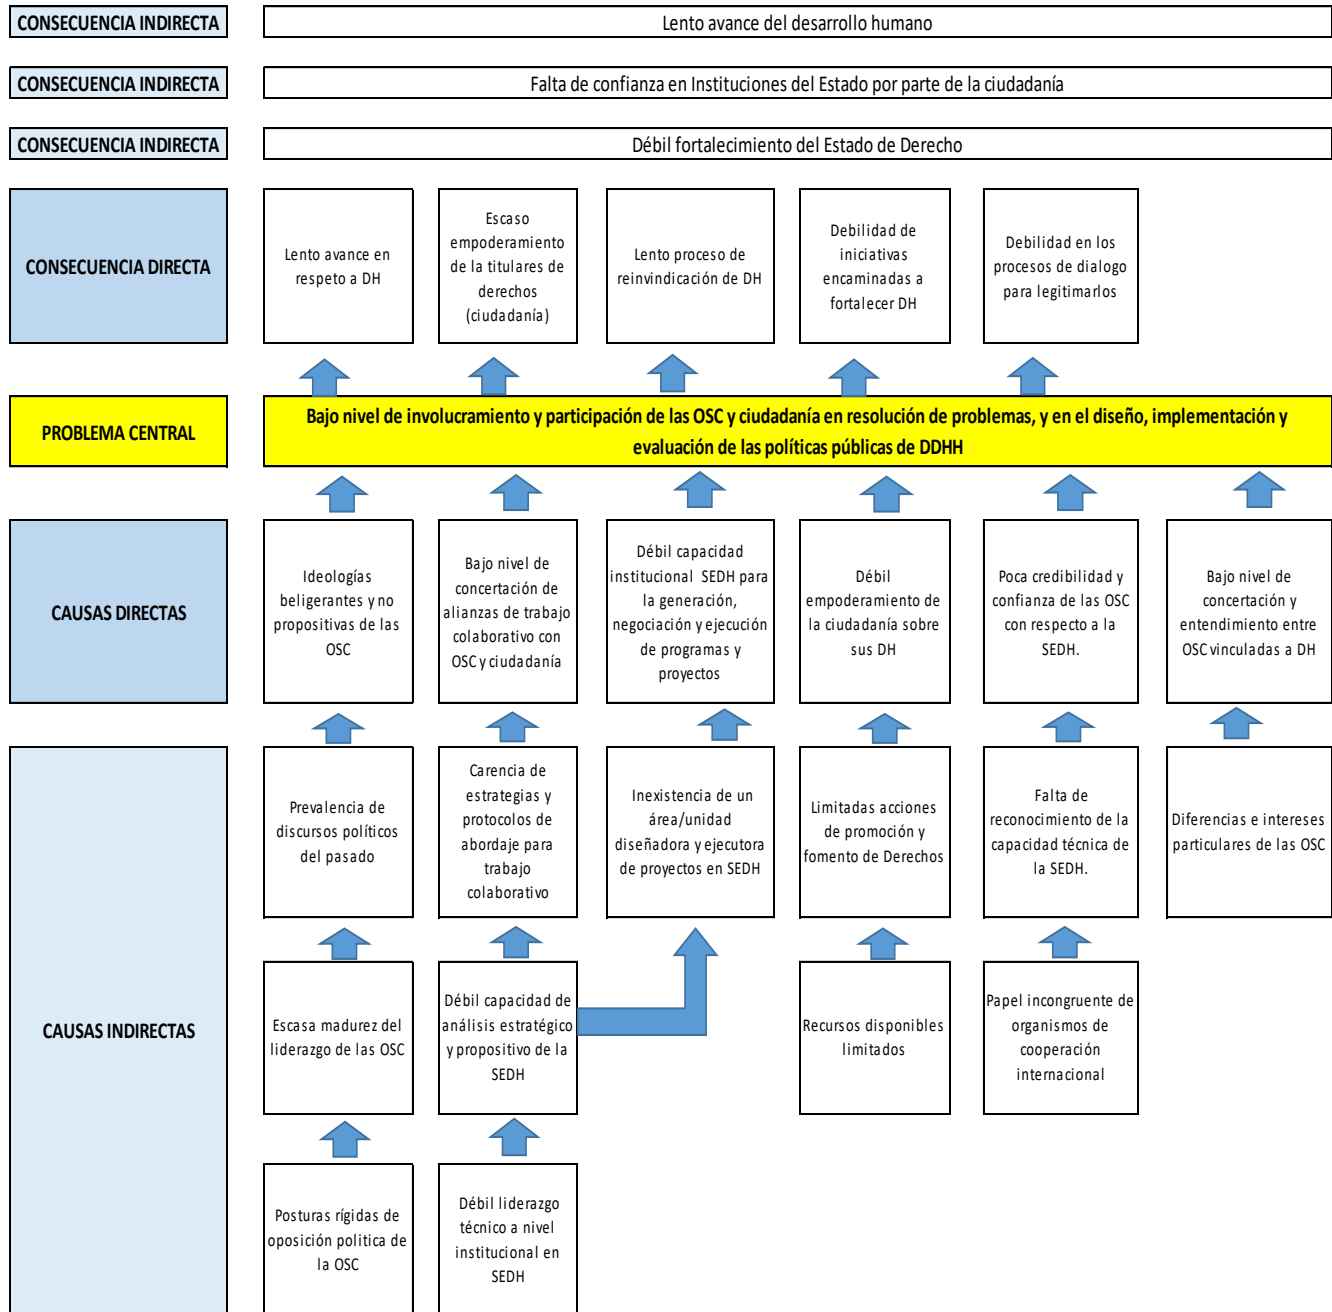 CONSECUENCIA INDIRECTA
Lento avance del desarrollo humano
CONSECUENCIA INDIRECTA
Falta de confianza en Instituciones del Estado por parte de la ciudadanía
CONSECUENCIA INDIRECTA
Débil fortalecimiento del Estado de Derecho
CONSECUENCIA DIRECTA
Lento avance en
respeto a DH
Escaso
empoderamiento
de la titulares de
derechos
(ciudadanía)
Lento proceso de
reinvindicación de DH
Debilidad de
iniciativas
encaminadas a
fortalecer DH
Debilidad en los
procesos de dialogo
para legitimarlos
PROBLEMA CENTRAL
Bajo nivel de involucramiento y participación de las OSC y ciudadanía en resolución de problemas, y en el diseño, implementación y
evaluación de las políticas públicas de DDHH
CAUSAS DIRECTAS
Ideologías
beligerantes y no
propositivas de las
OSC
Bajo nivel de
concertación de
alianzas de trabajo
colaborativo con
OSC y ciudadanía
Débil capacidad
institucional SEDH para
la generación,
negociación y ejecución
de programas y
proyectos
Débil
empoderamiento de
la ciudadanía sobre
sus DH
Poca credibilidad y
confianza de las OSC
con respecto a la
SEDH.
Bajo nivel de
concertación y
entendimiento entre
OSC vinculadas a DH
CAUSAS INDIRECTAS
Prevalencia de
discursos políticos
del pasado
Carencia de
estrategias y
protocolos de
abordaje para
trabajo
colaborativo
Inexistencia de un
área/unidad
diseñadora y ejecutora
de proyectos en SEDH
Limitadas acciones
de promoción y
fomento de Derechos
Falta de
reconocimiento de la
capacidad técnica de
la SEDH.
Diferencias e intereses
particulares de las OSC
Escasa madurez del
liderazgo de las OSC
Débil capacidad de
análisis estratégico
y propositivo de la
SEDH
Recursos disponibles
limitados
Papel incongruente de
organismos de
cooperación
internacional
Posturas rígidas de
oposición politica de
la OSC
Débil liderazgo
técnico a nivel
institucional en
SEDH